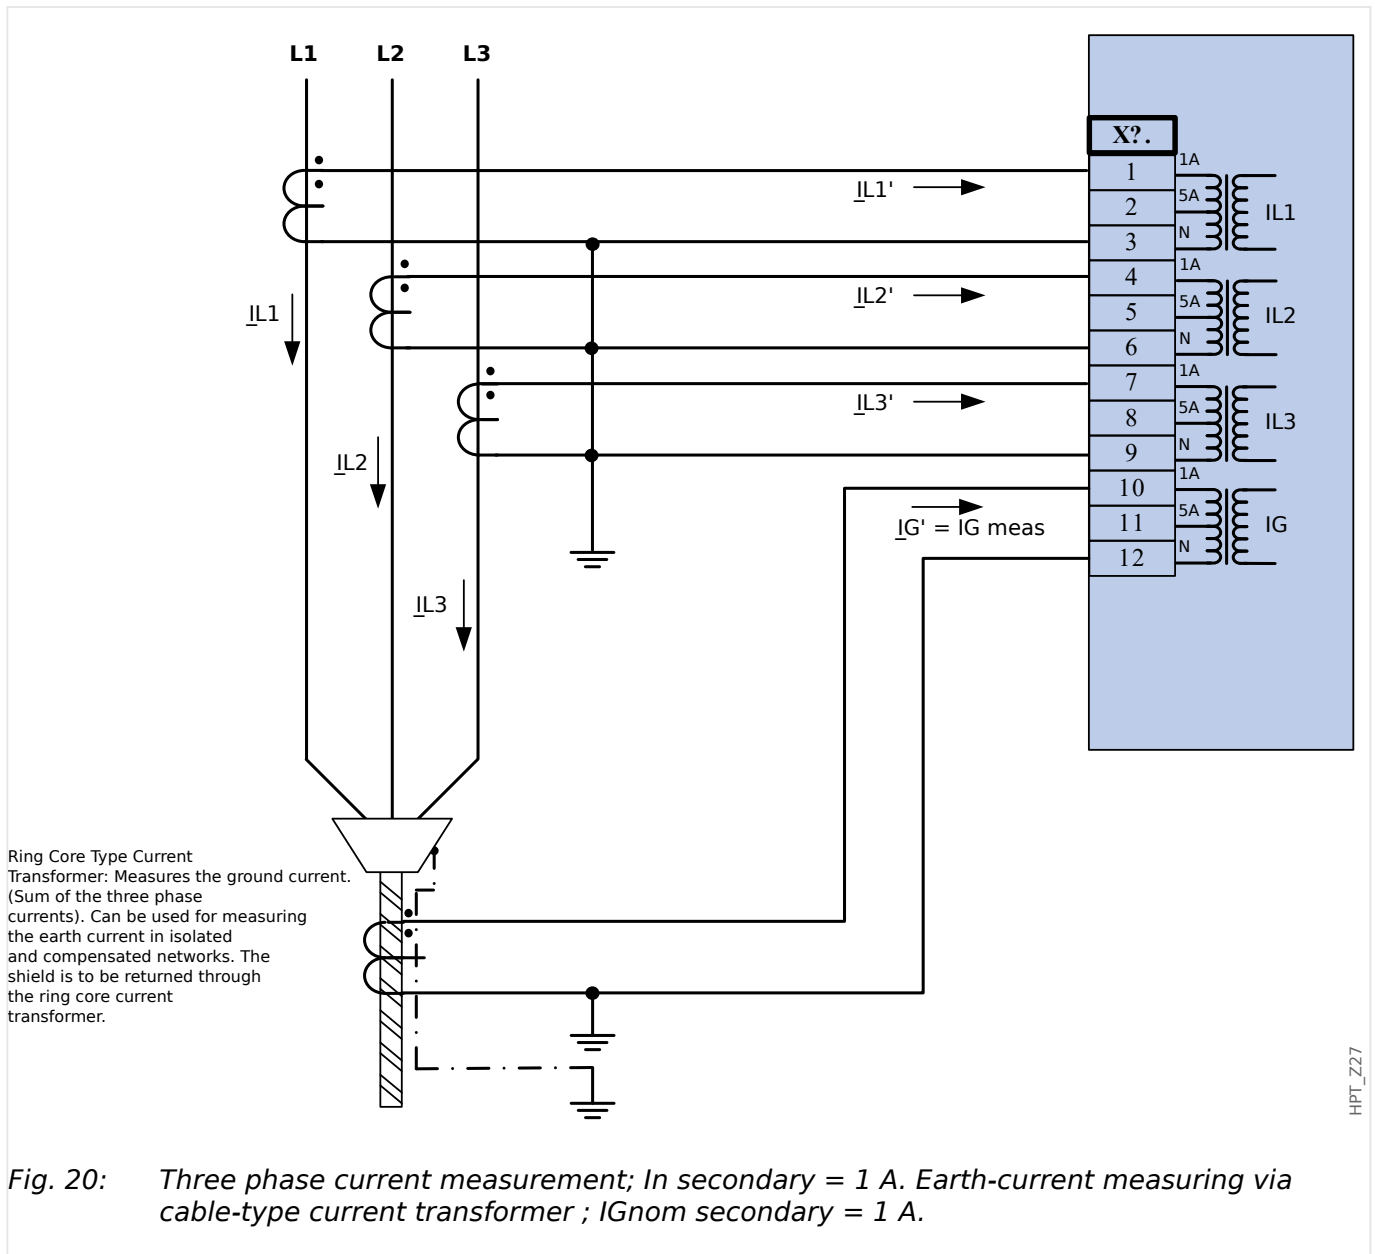 L1 L2 L3
X?.
1 1A
2 5A IL1
3 N
4 1A
5 5A IL2
6 N
7 1A
8 5A IL3
9 N
10 1A
11 5A IG
12 N
IL1'
IL2'
IL3'
IG' = IG meas
IL1
IL2
IL3
Ring Core Type Current
Transformer: Measures the ground current.
(Sum of the three phase
currents). Can be used for measuring
the earth current in isolated
and compensated networks. The
shield is to be returned through
the ring core current
transformer.
HPT_Z27
Fig. 20: Three phase current measurement; In secondary = 1 A. Earth-current measuring via
cable-type current transformer ; IGnom secondary = 1 A.